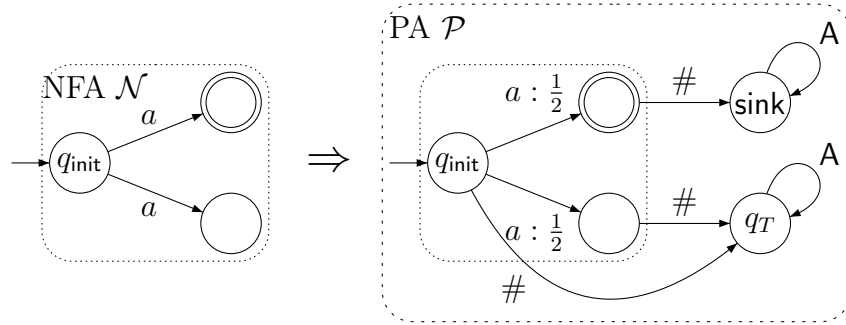 NFA 𝒩
q_init
a
a
⇒
PA 𝒫
q_init
a : 1/2
a : 1/2
#
sink
A
#
q_T
A
#